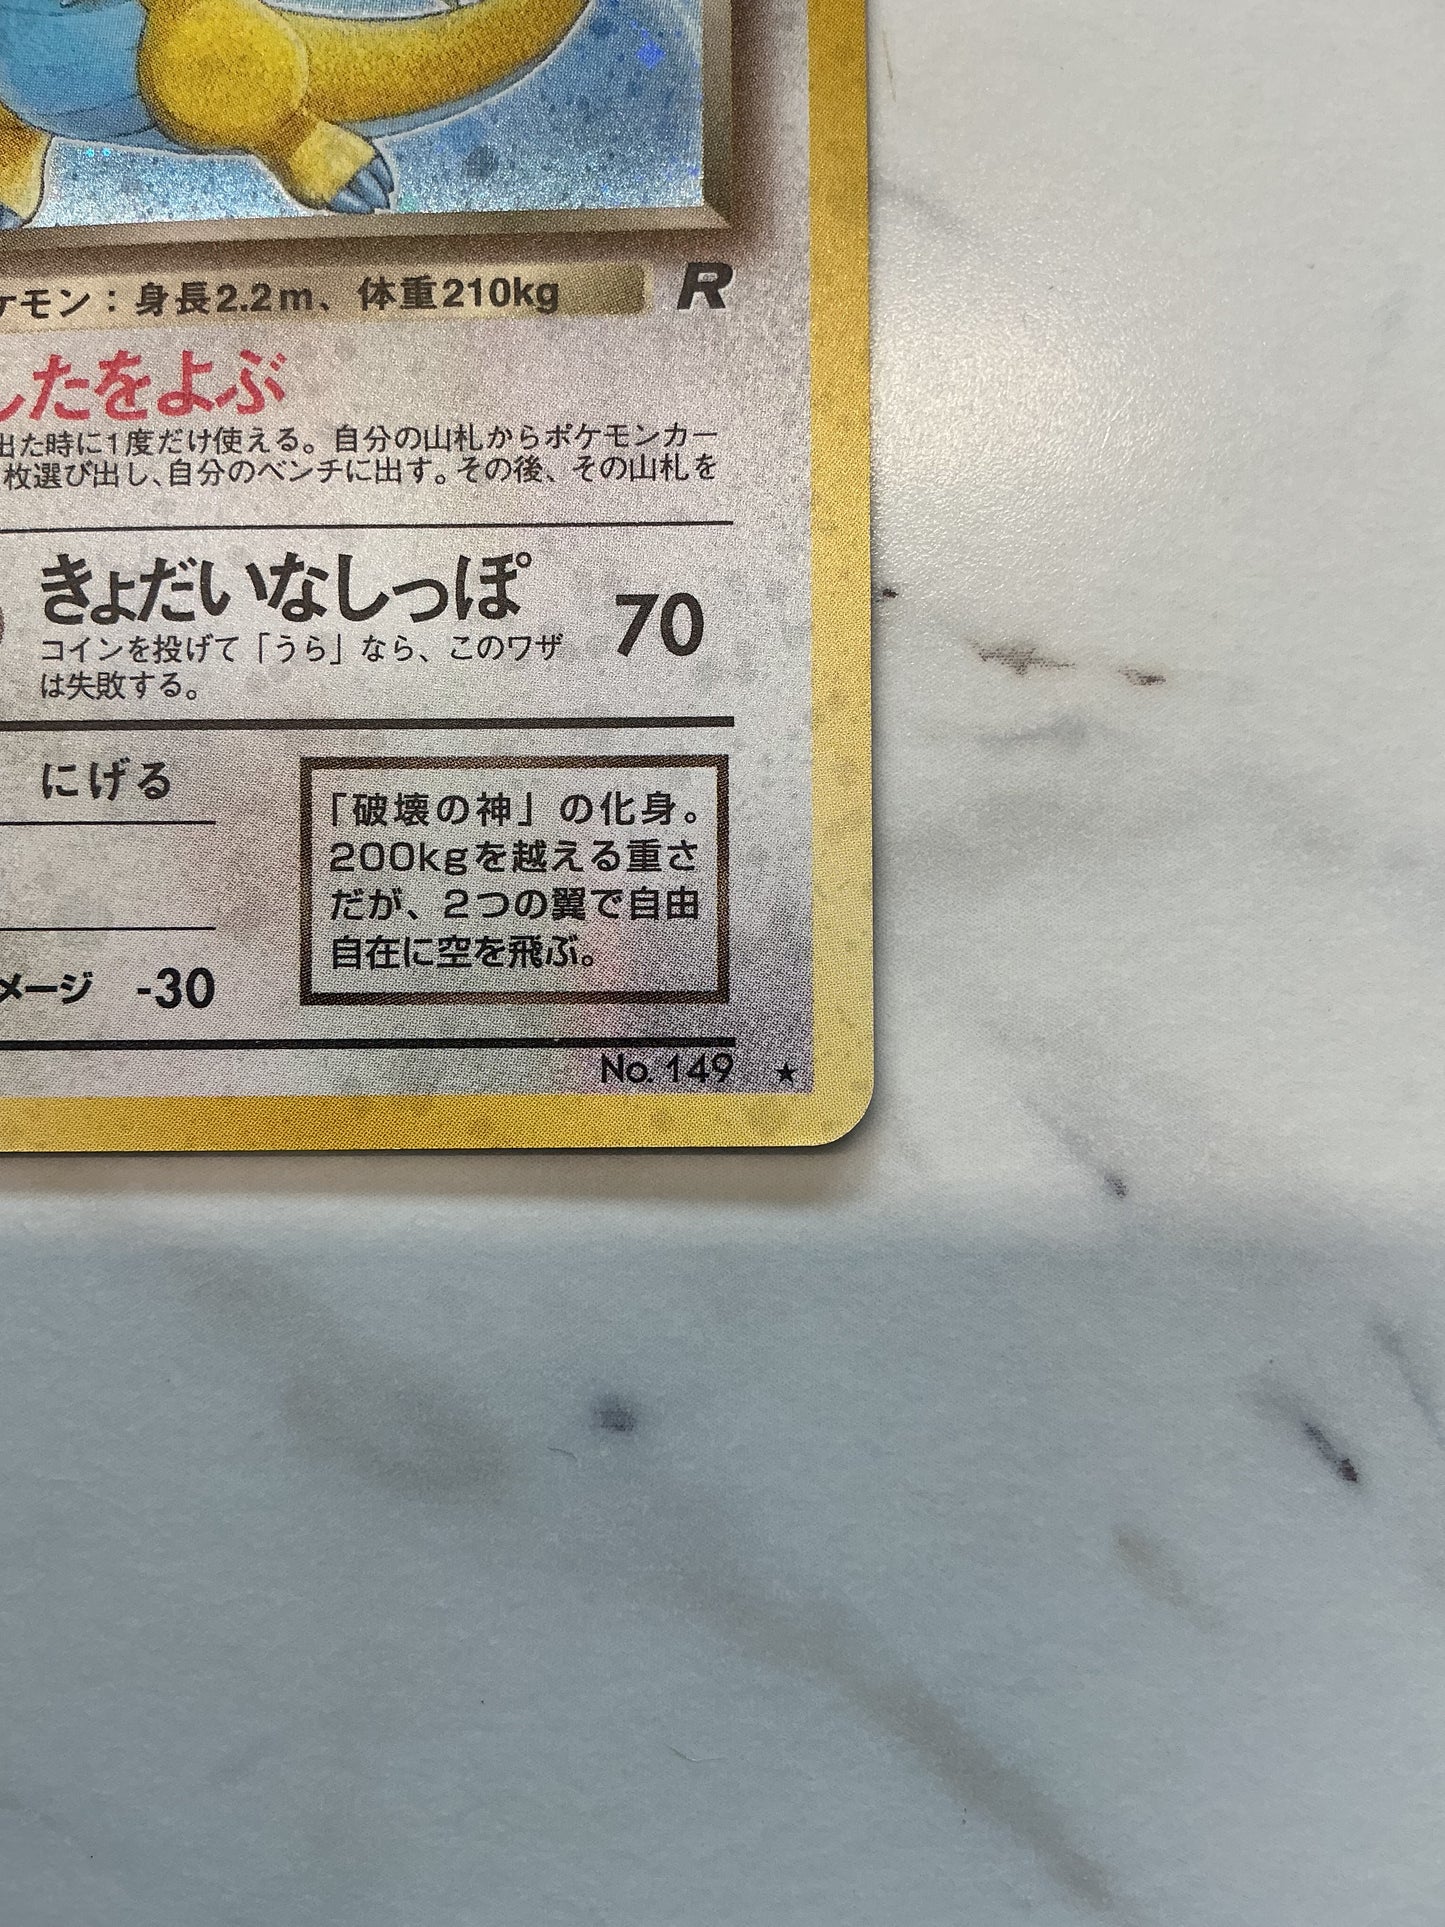 ケモン：身長2.2m、体重210kg R
したをよぶ
出た時に1度だけ使える。自分の山札からポケモンカー
枚選び出し、自分のベンチに出す。その後、その山札を
きょだいなしっぽ 70
コインを投げて「うら」なら、このワザ
は失敗する。
にげる
「破壊の神」の化身。
200kgを越える重さ
だが、2つの翼で自由
自在に空を飛ぶ。
メージ -30
No.149 ★